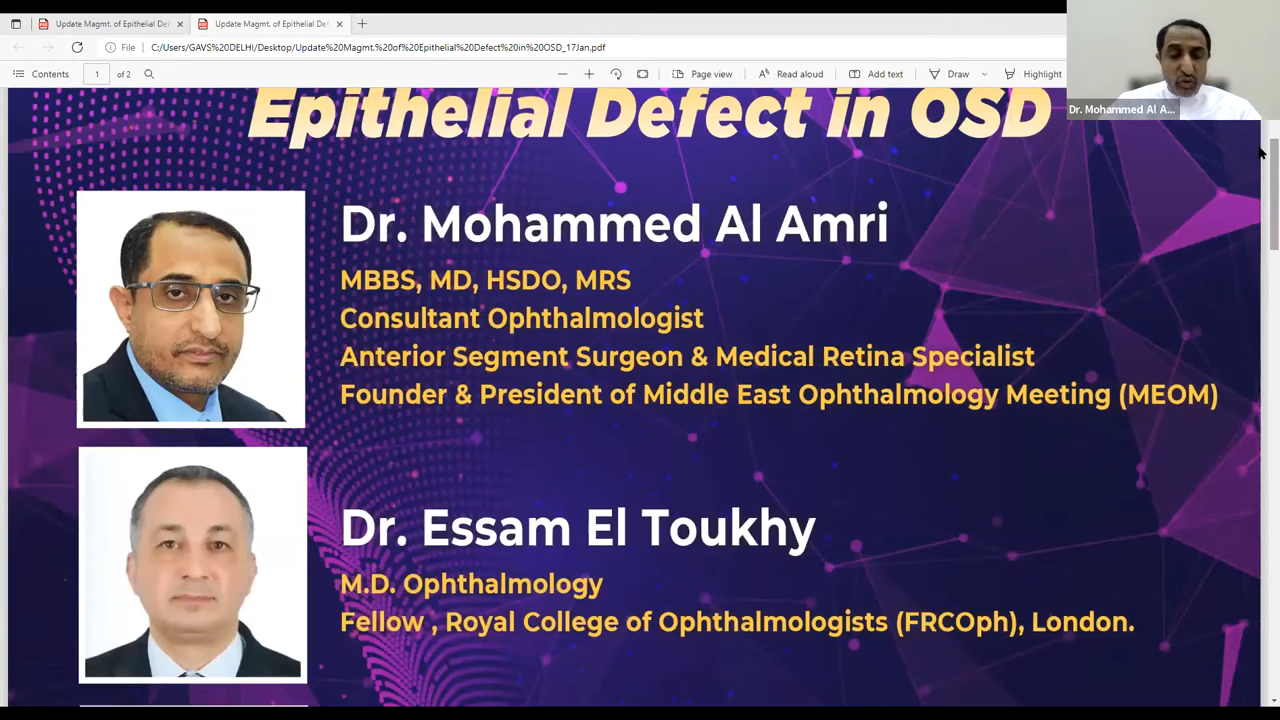 Update Magmt. of Epithelial Def
Update Magmt. of Epithelial Def
File
C:/Users/GAVS%20DELHI/Desktop/Update%20Magmt.%20of%20Epithelial%20Defect%20in%20OSD_17Jan.pdf
Contents
1
of 2
Page view
Read aloud
Add text
Draw
Highlight
Dr. Mohammed Al A...
Epithelial Defect in OSD
Dr. Mohammed Al Amri
MBBS, MD, HSDO, MRS
Consultant Ophthalmologist
Anterior Segment Surgeon & Medical Retina Specialist
Founder & President of Middle East Ophthalmology Meeting (MEOM)
Dr. Essam El Toukhy
M.D. Ophthalmology
Fellow , Royal College of Ophthalmologists (FRCOph), London.